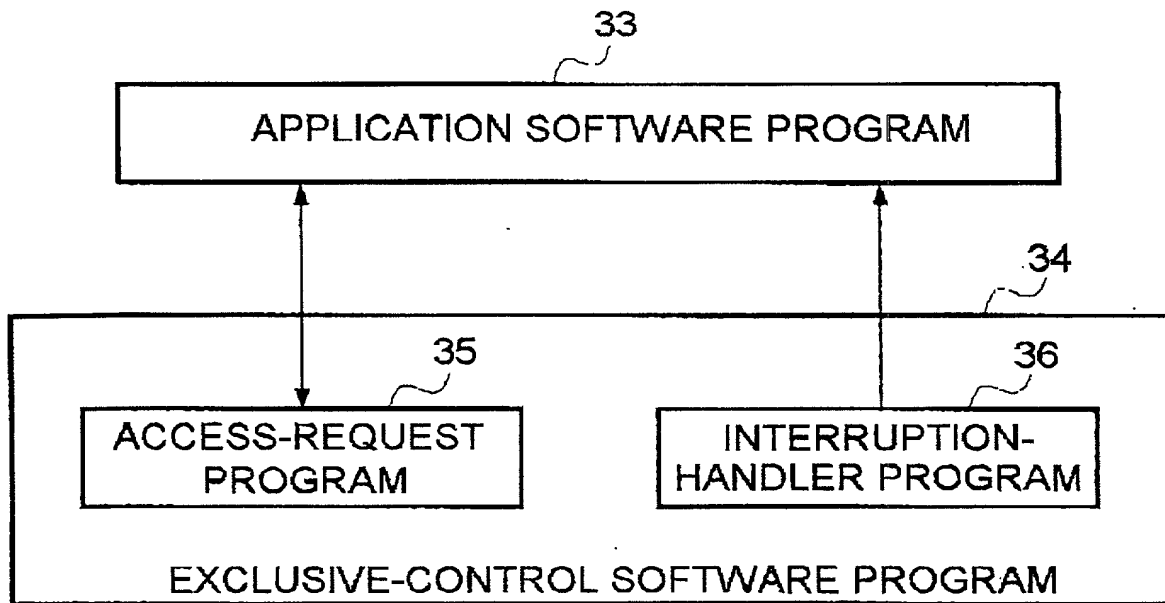 33
APPLICATION SOFTWARE PROGRAM
34
35
ACCESS-REQUEST
PROGRAM
36
INTERRUPTION-
HANDLER PROGRAM
EXCLUSIVE-CONTROL SOFTWARE PROGRAM